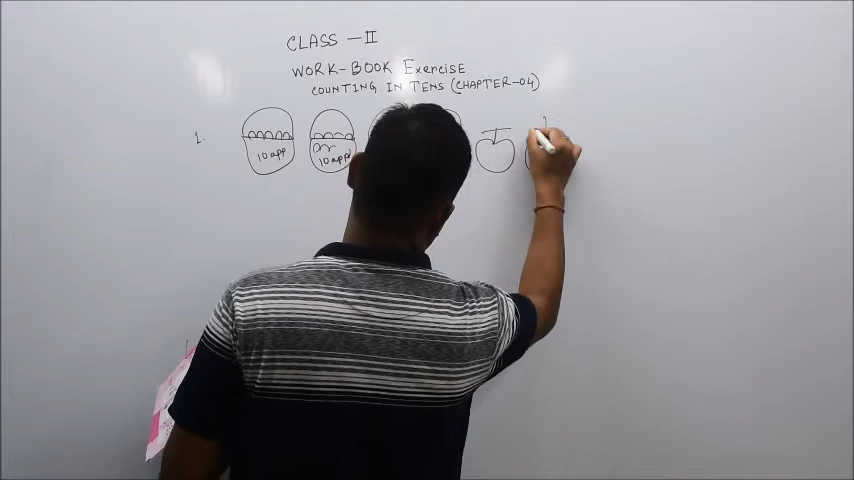 CLASS - II
WORK-BOOK Exercise
COUNTING IN TENS (CHAPTER-04)
1. 10 app 10 app